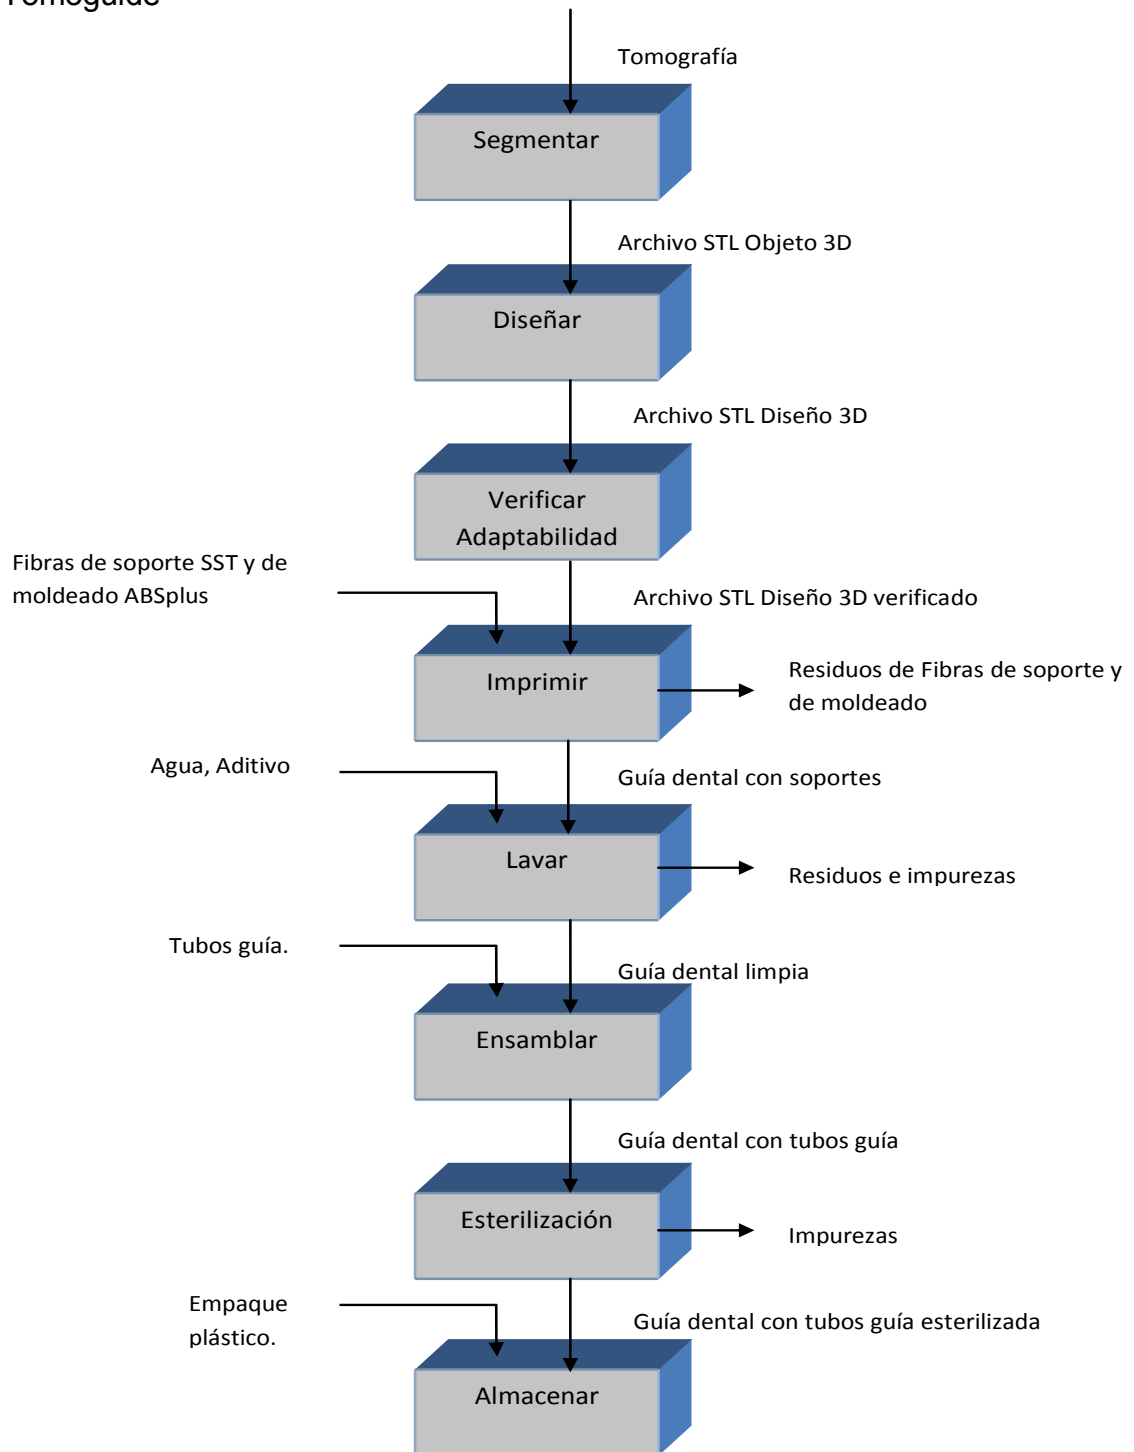 Tomoguide
Tomografía
Segmentar
Archivo STL Objeto 3D
Diseñar
Archivo STL Diseño 3D
Verificar
Adaptabilidad
Fibras de soporte SST y de
moldeado ABSplus
Archivo STL Diseño 3D verificado
Imprimir
Residuos de Fibras de soporte y
de moldeado
Agua, Aditivo
Guía dental con soportes
Lavar
Residuos e impurezas
Tubos guía.
Guía dental limpia
Ensamblar
Guía dental con tubos guía
Esterilización
Impurezas
Empaque
plástico.
Guía dental con tubos guía esterilizada
Almacenar